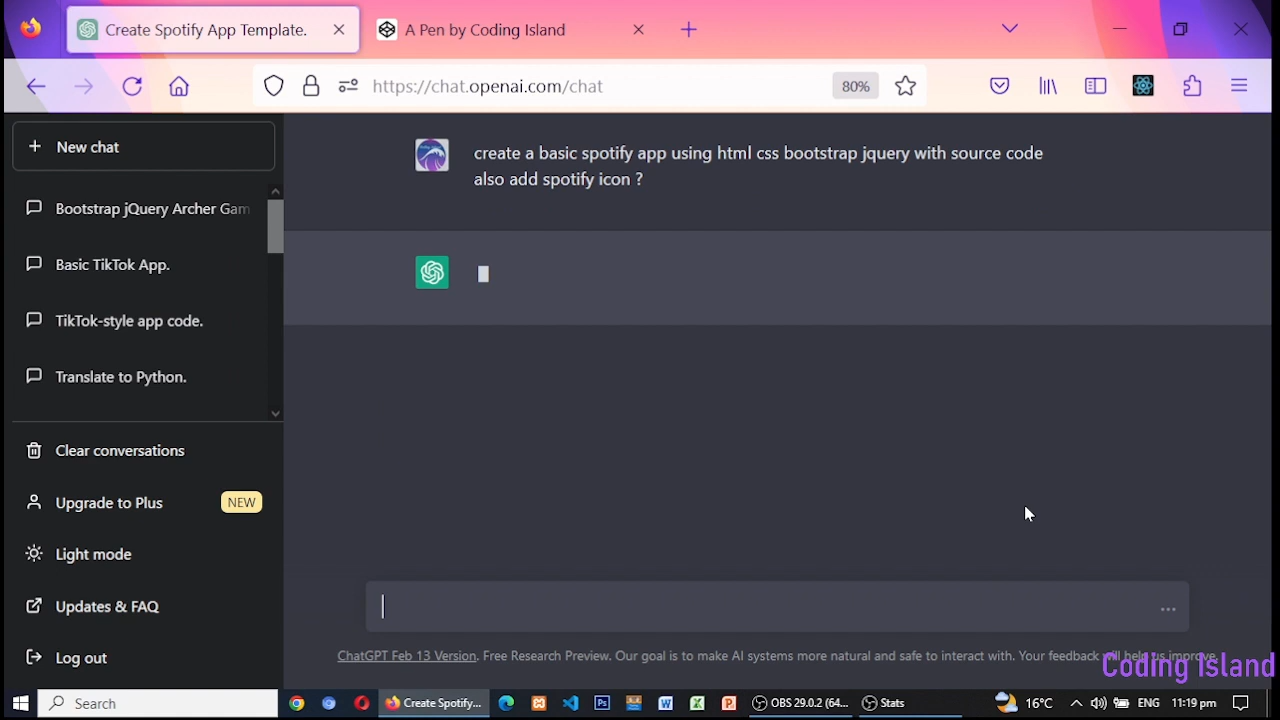 Create Spotify App Template.
A Pen by Coding Island
https://chat.openai.com/chat
80%
New chat
Bootstrap jQuery Archer Gam
Basic TikTok App.
TikTok-style app code.
Translate to Python.
Clear conversations
Upgrade to Plus
NEW
Light mode
Updates & FAQ
Log out
create a basic spotify app using html css bootstrap jquery with source code
also add spotify icon ?
ChatGPT Feb 13 Version. Free Research Preview. Our goal is to make AI systems more natural and safe to interact with. Your feedback will help us improve.
Coding Island
Search
Create Spotify...
OBS 29.0.2 (64...
Stats
16°C
ENG
11:19 pm